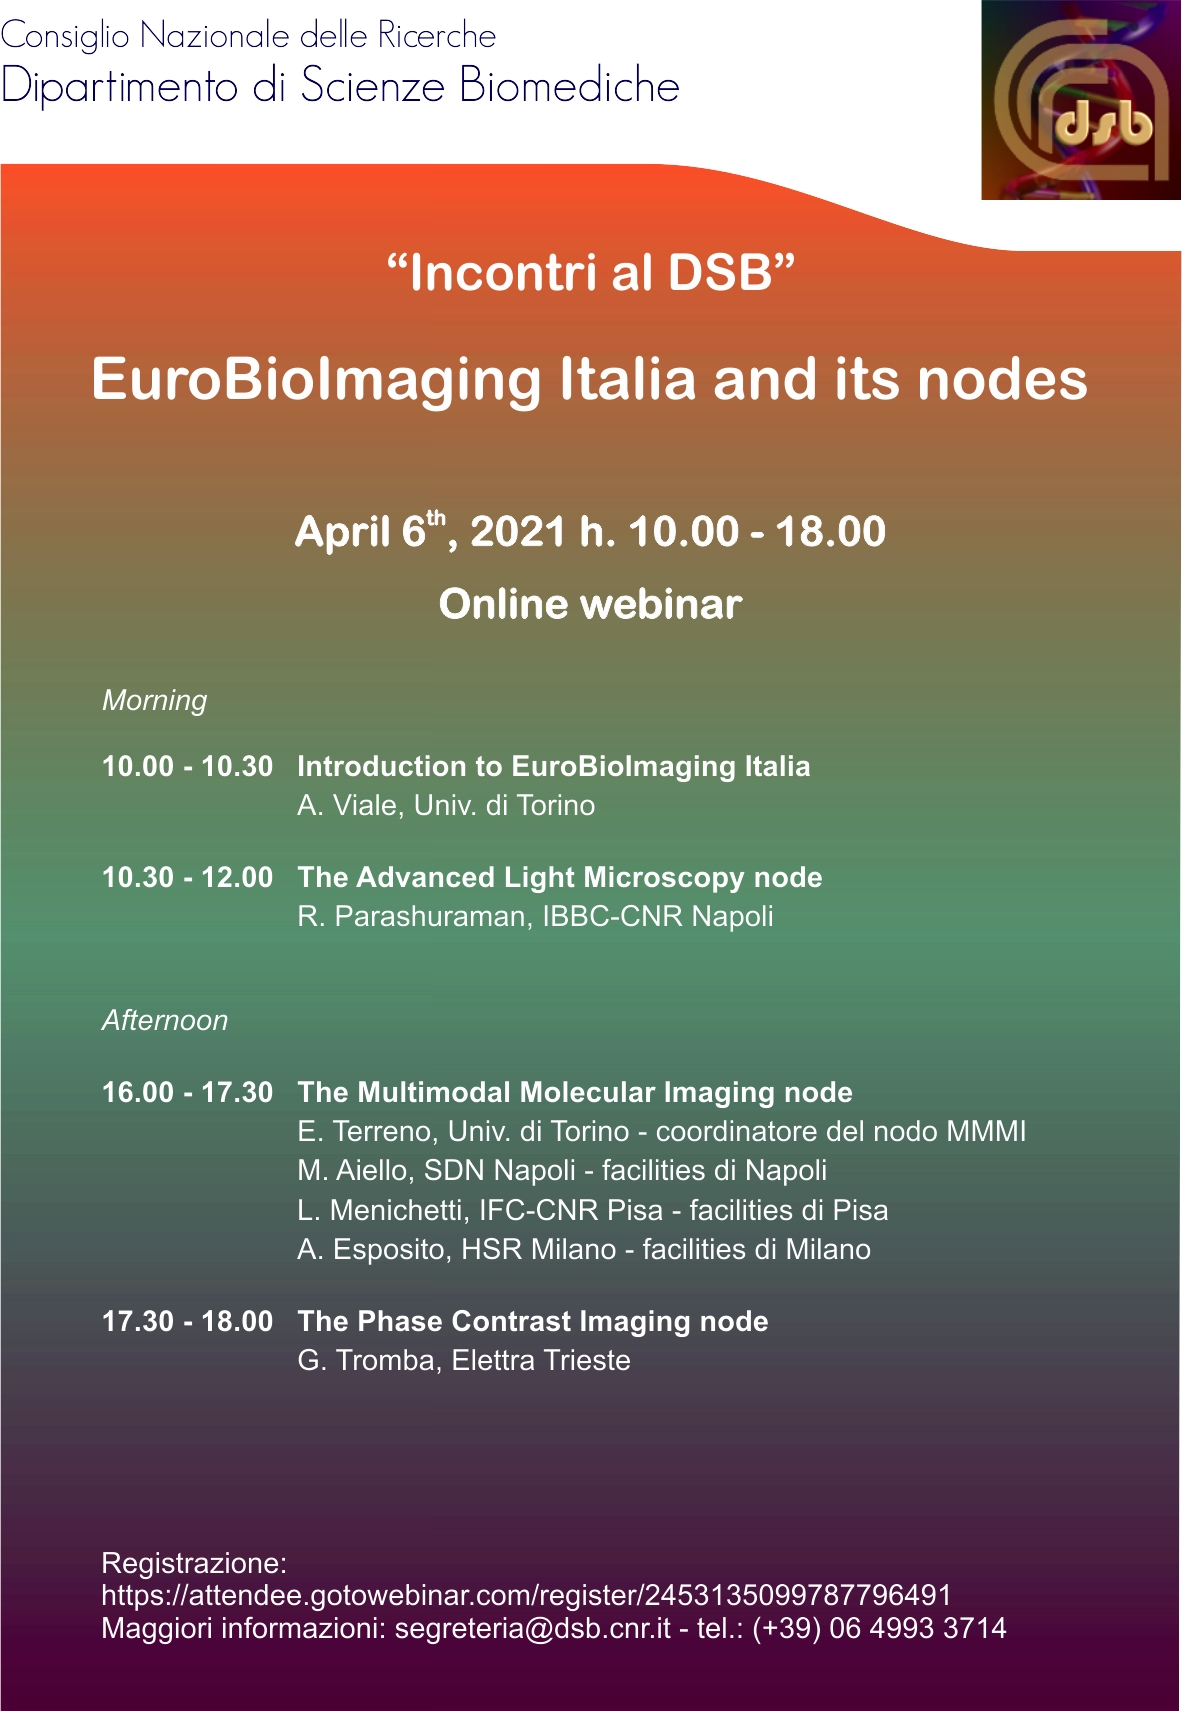 Consiglio Nazionale delle Ricerche
Dipartimento di Scienze Biomediche
dsb
“Incontri al DSB”
EuroBioImaging Italia and its nodes
April 6th, 2021 h. 10.00 - 18.00
Online webinar
Morning
10.00 - 10.30 Introduction to EuroBioImaging Italia
A. Viale, Univ. di Torino
10.30 - 12.00 The Advanced Light Microscopy node
R. Parashuraman, IBBC-CNR Napoli
Afternoon
16.00 - 17.30 The Multimodal Molecular Imaging node
E. Terreno, Univ. di Torino - coordinatore del nodo MMMI
M. Aiello, SDN Napoli - facilities di Napoli
L. Menichetti, IFC-CNR Pisa - facilities di Pisa
A. Esposito, HSR Milano - facilities di Milano
17.30 - 18.00 The Phase Contrast Imaging node
G. Tromba, Elettra Trieste
Registrazione:
https://attendee.gotowebinar.com/register/2453135099787796491
Maggiori informazioni: segreteria@dsb.cnr.it - tel.: (+39) 06 4993 3714